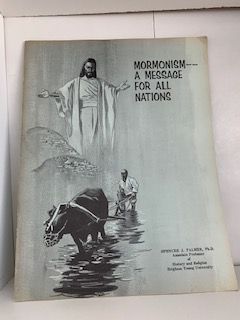 MORMONISM--
A MESSAGE
FOR ALL
NATIONS
SPENCER J. PALMER, Ph.D.
Associate Professor
of
History and Religion
Brigham Young University